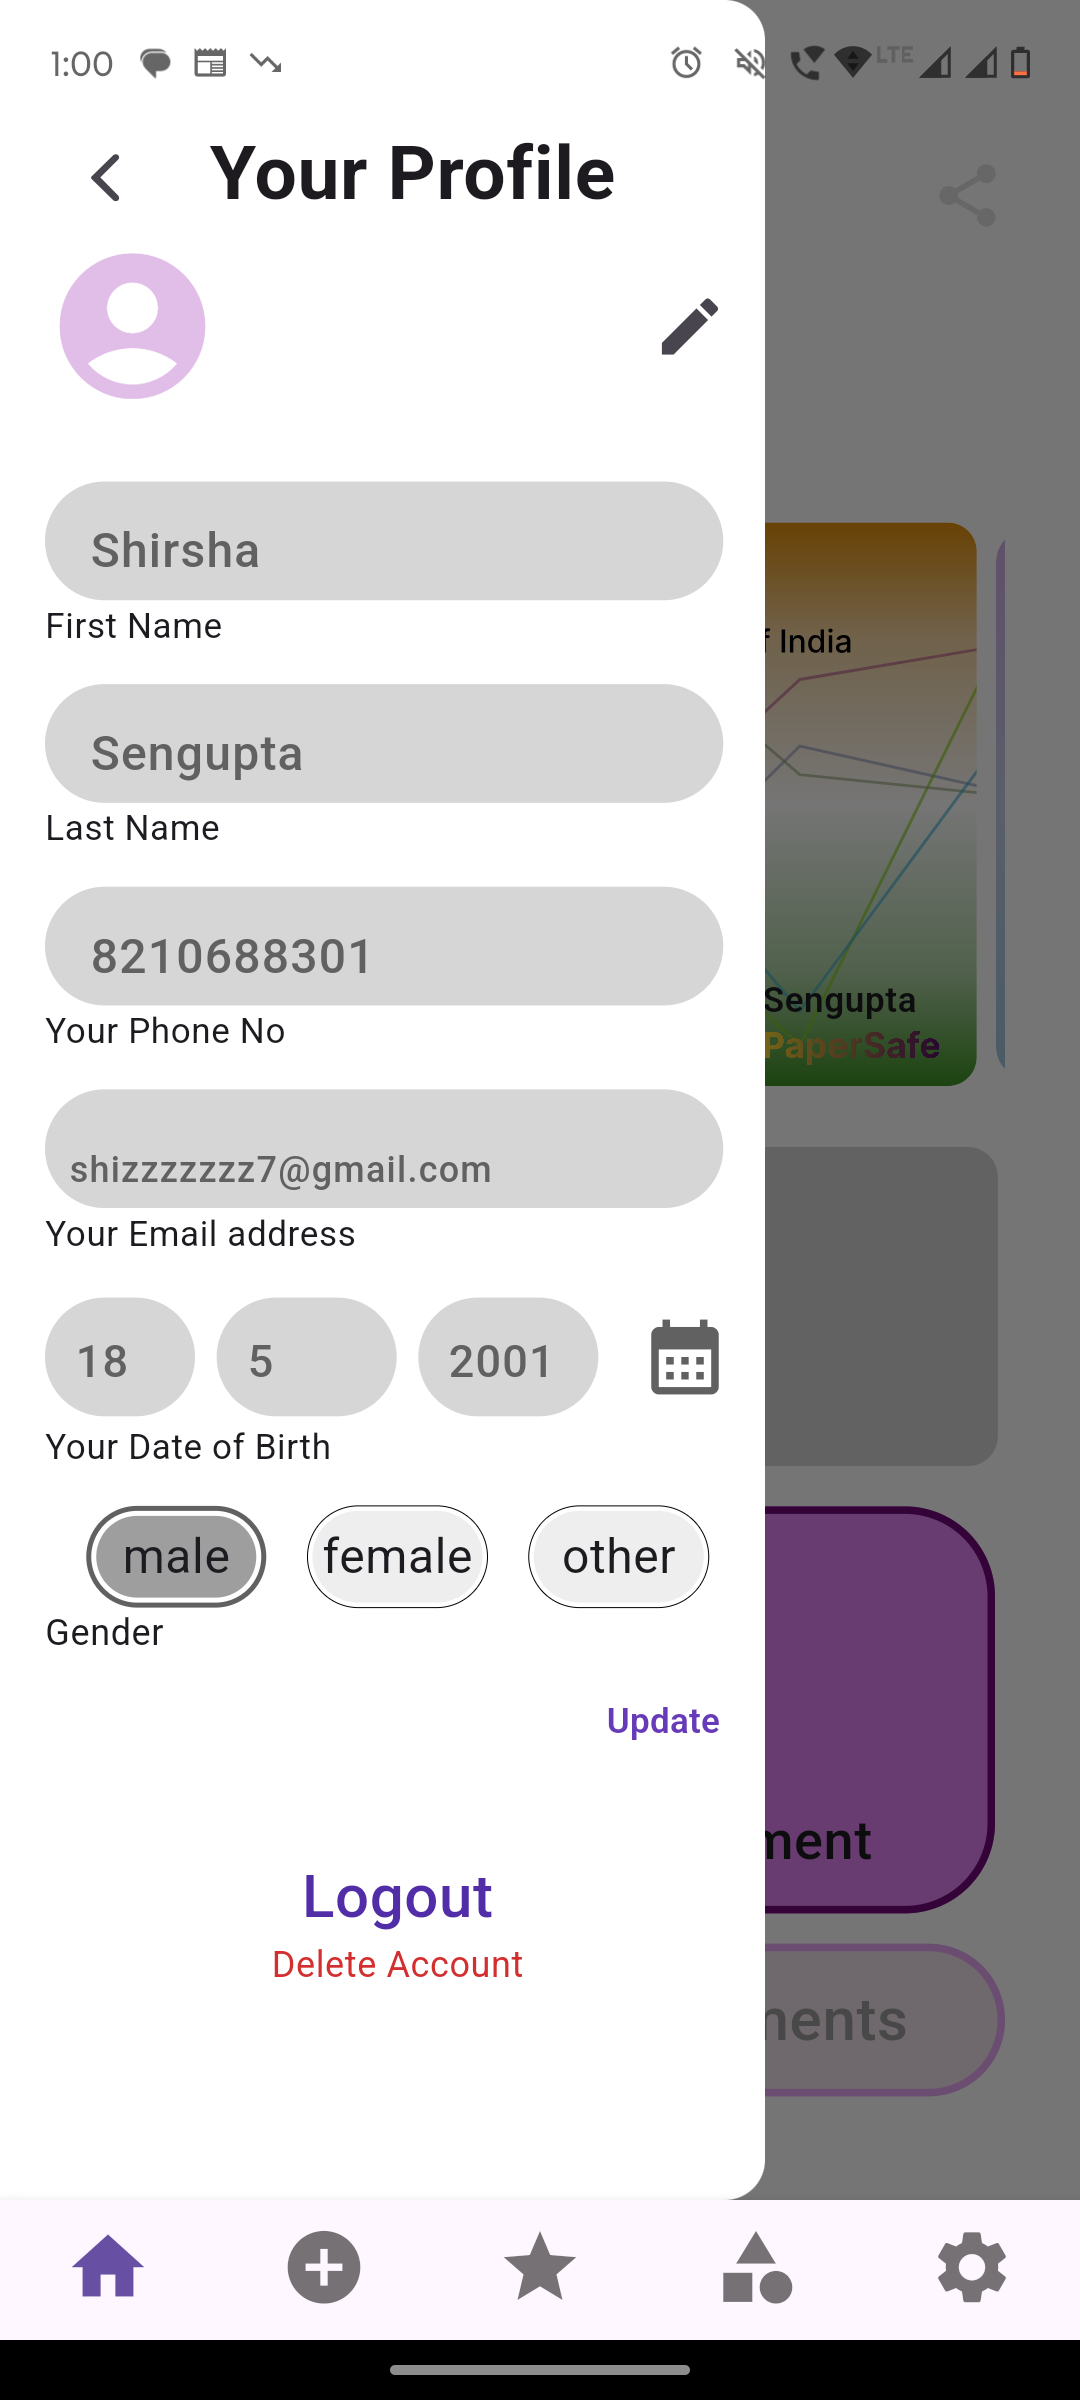 1:00
LTE
Your Profile
Shirsha
First Name
f India
Sengupta
Last Name
8210688301
Your Phone No
Sengupta
PaperSafe
shizzzzzzz7@gmail.com
Your Email address
18 5 2001
Your Date of Birth
male female other
Gender
Update
ment
Logout
Delete Account
ments